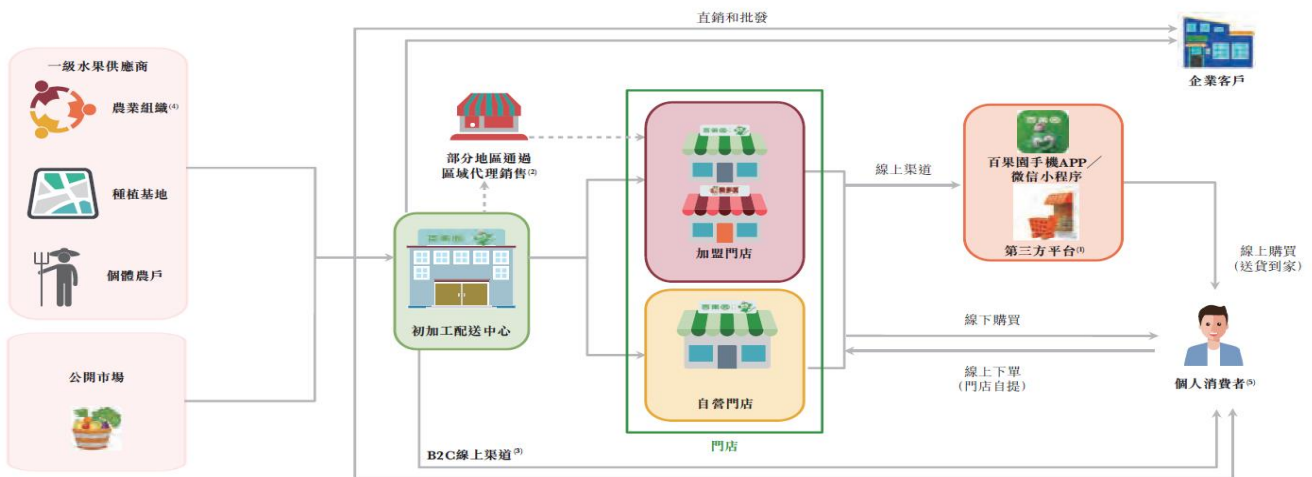 直銷和批發
企業客戶
一級水果供應商
農業組織(4)
種植基地
個體農戶
公開市場
部分地區通過
區域代理銷售(2)
初加工配送中心
加盟門店
自營門店
門店
線上渠道
百果園手機APP／
微信小程序
第三方平台(1)
線上購買
(送貨到家)
線下購買
線上下單
(門店自提)
個人消費者(5)
B2C線上渠道(3)